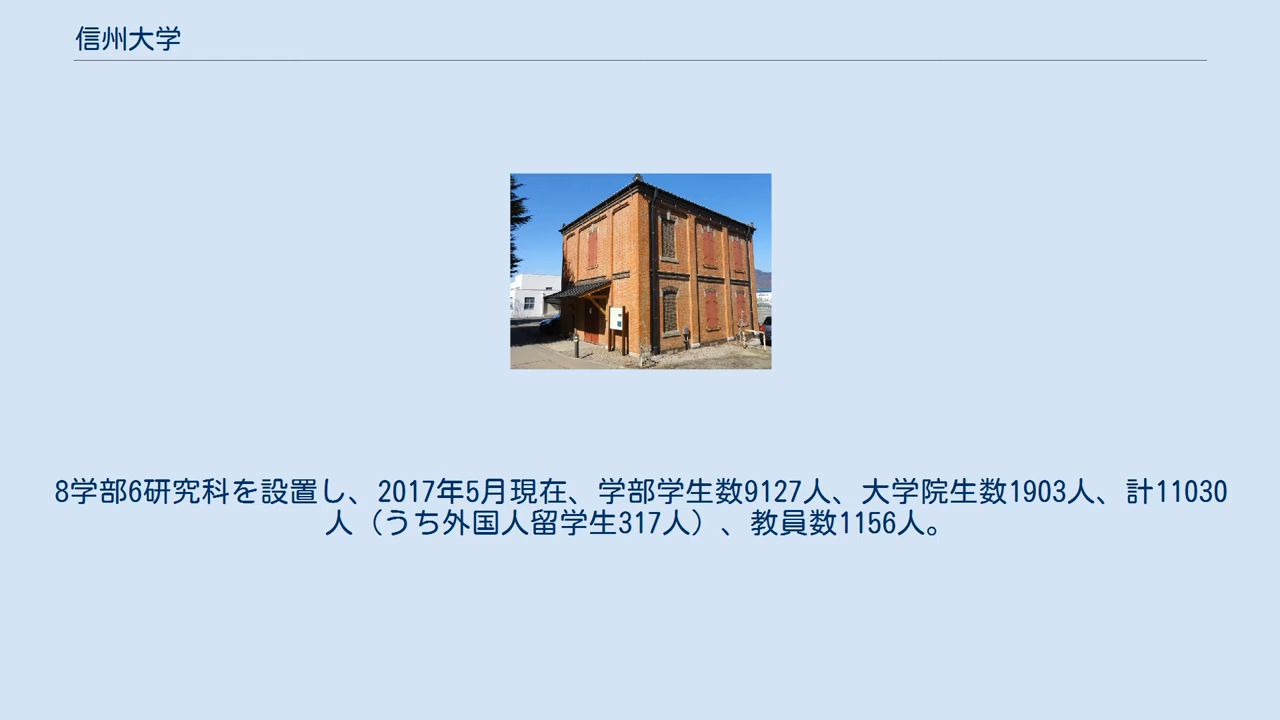 信州大学
8学部6研究科を設置し、2017年5月現在、学部学生数9127人、大学院生数1903人、計11030
人（うち外国人留学生317人）、教員数1156人。